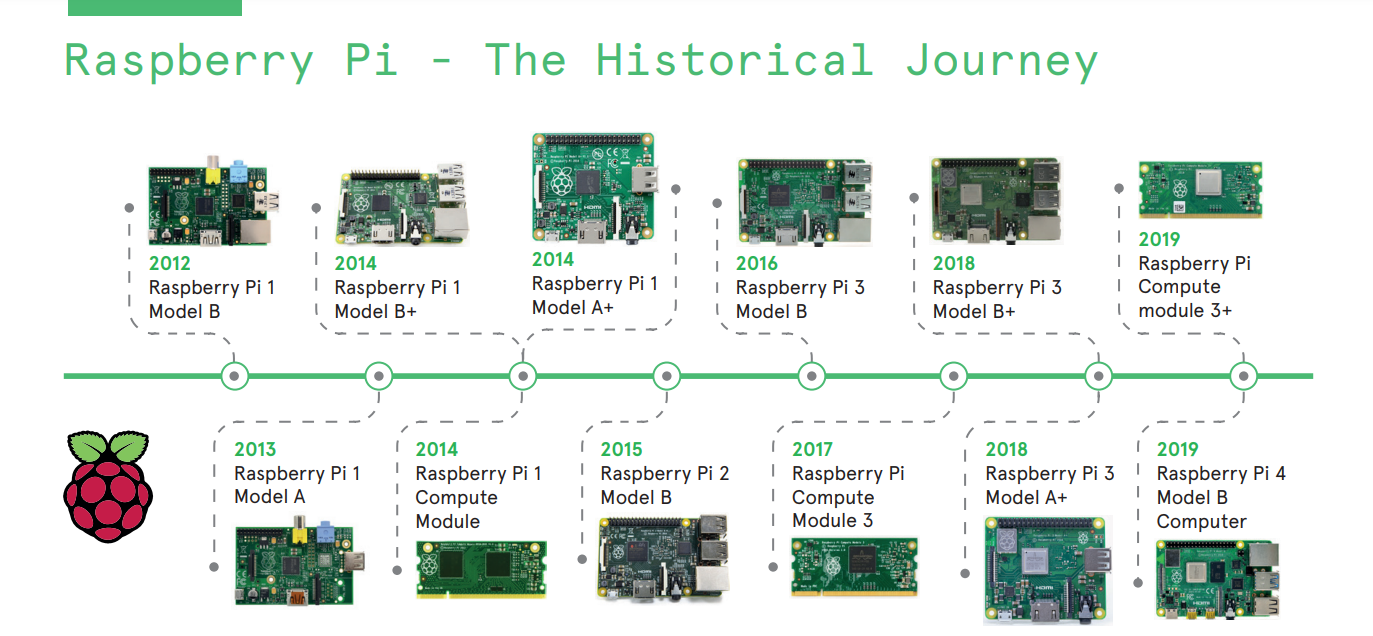 Raspberry Pi - The Historical Journey
2012
Raspberry Pi 1
Model B
2014
Raspberry Pi 1
Model B+
2014
Raspberry Pi 1
Model A+
2016
Raspberry Pi 3
Model B
2018
Raspberry Pi 3
Model B+
2019
Raspberry Pi
Compute
module 3+
2013
Raspberry Pi 1
Model A
2014
Raspberry Pi 1
Compute
Module
2015
Raspberry Pi 2
Model B
2017
Raspberry Pi
Compute
Module 3
2018
Raspberry Pi 3
Model A+
2019
Raspberry Pi 4
Model B
Computer